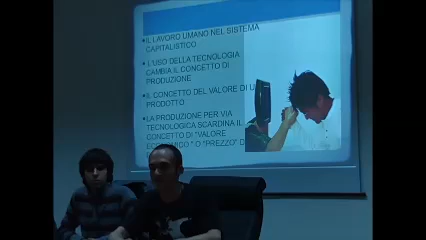 IL LAVORO UMANO NEL SISTEMA
CAPITALISTICO
L'USO DELLA TECNOLOGIA
CAMBIA IL CONCETTO DI
PRODUZIONE
IL CONCETTO DEL VALORE DI U
PRODOTTO
LA PRODUZIONE PER VIA
TECNOLOGICA SCARDINA IL
CONCETTO DI "VALORE
" O "PREZZO" D